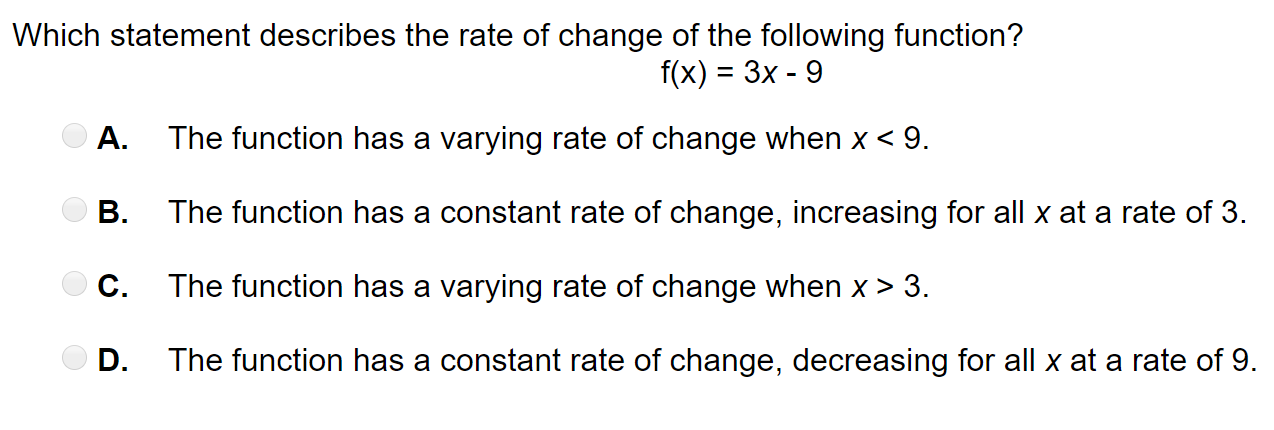 Which statement describes the rate of change of the following function?
f(x) = 3x - 9
A. The function has a varying rate of change when x < 9.
B. The function has a constant rate of change, increasing for all x at a rate of 3.
C. The function has a varying rate of change when x > 3.
D. The function has a constant rate of change, decreasing for all x at a rate of 9.